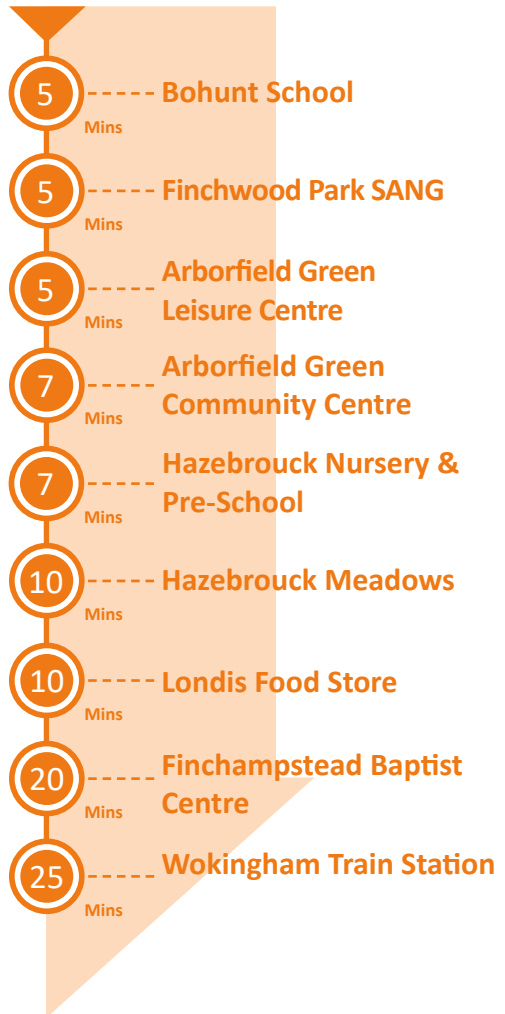 5
Bohunt School
Mins
5
Finchwood Park SANG
Mins
5
Arborfield Green
Leisure Centre
Mins
7
Arborfield Green
Community Centre
Mins
7
Hazebrouck Nursery &
Pre-School
Mins
10
Hazebrouck Meadows
Mins
10
Londis Food Store
Mins
20
Finchampstead Baptist
Centre
Mins
25
Wokingham Train Station
Mins